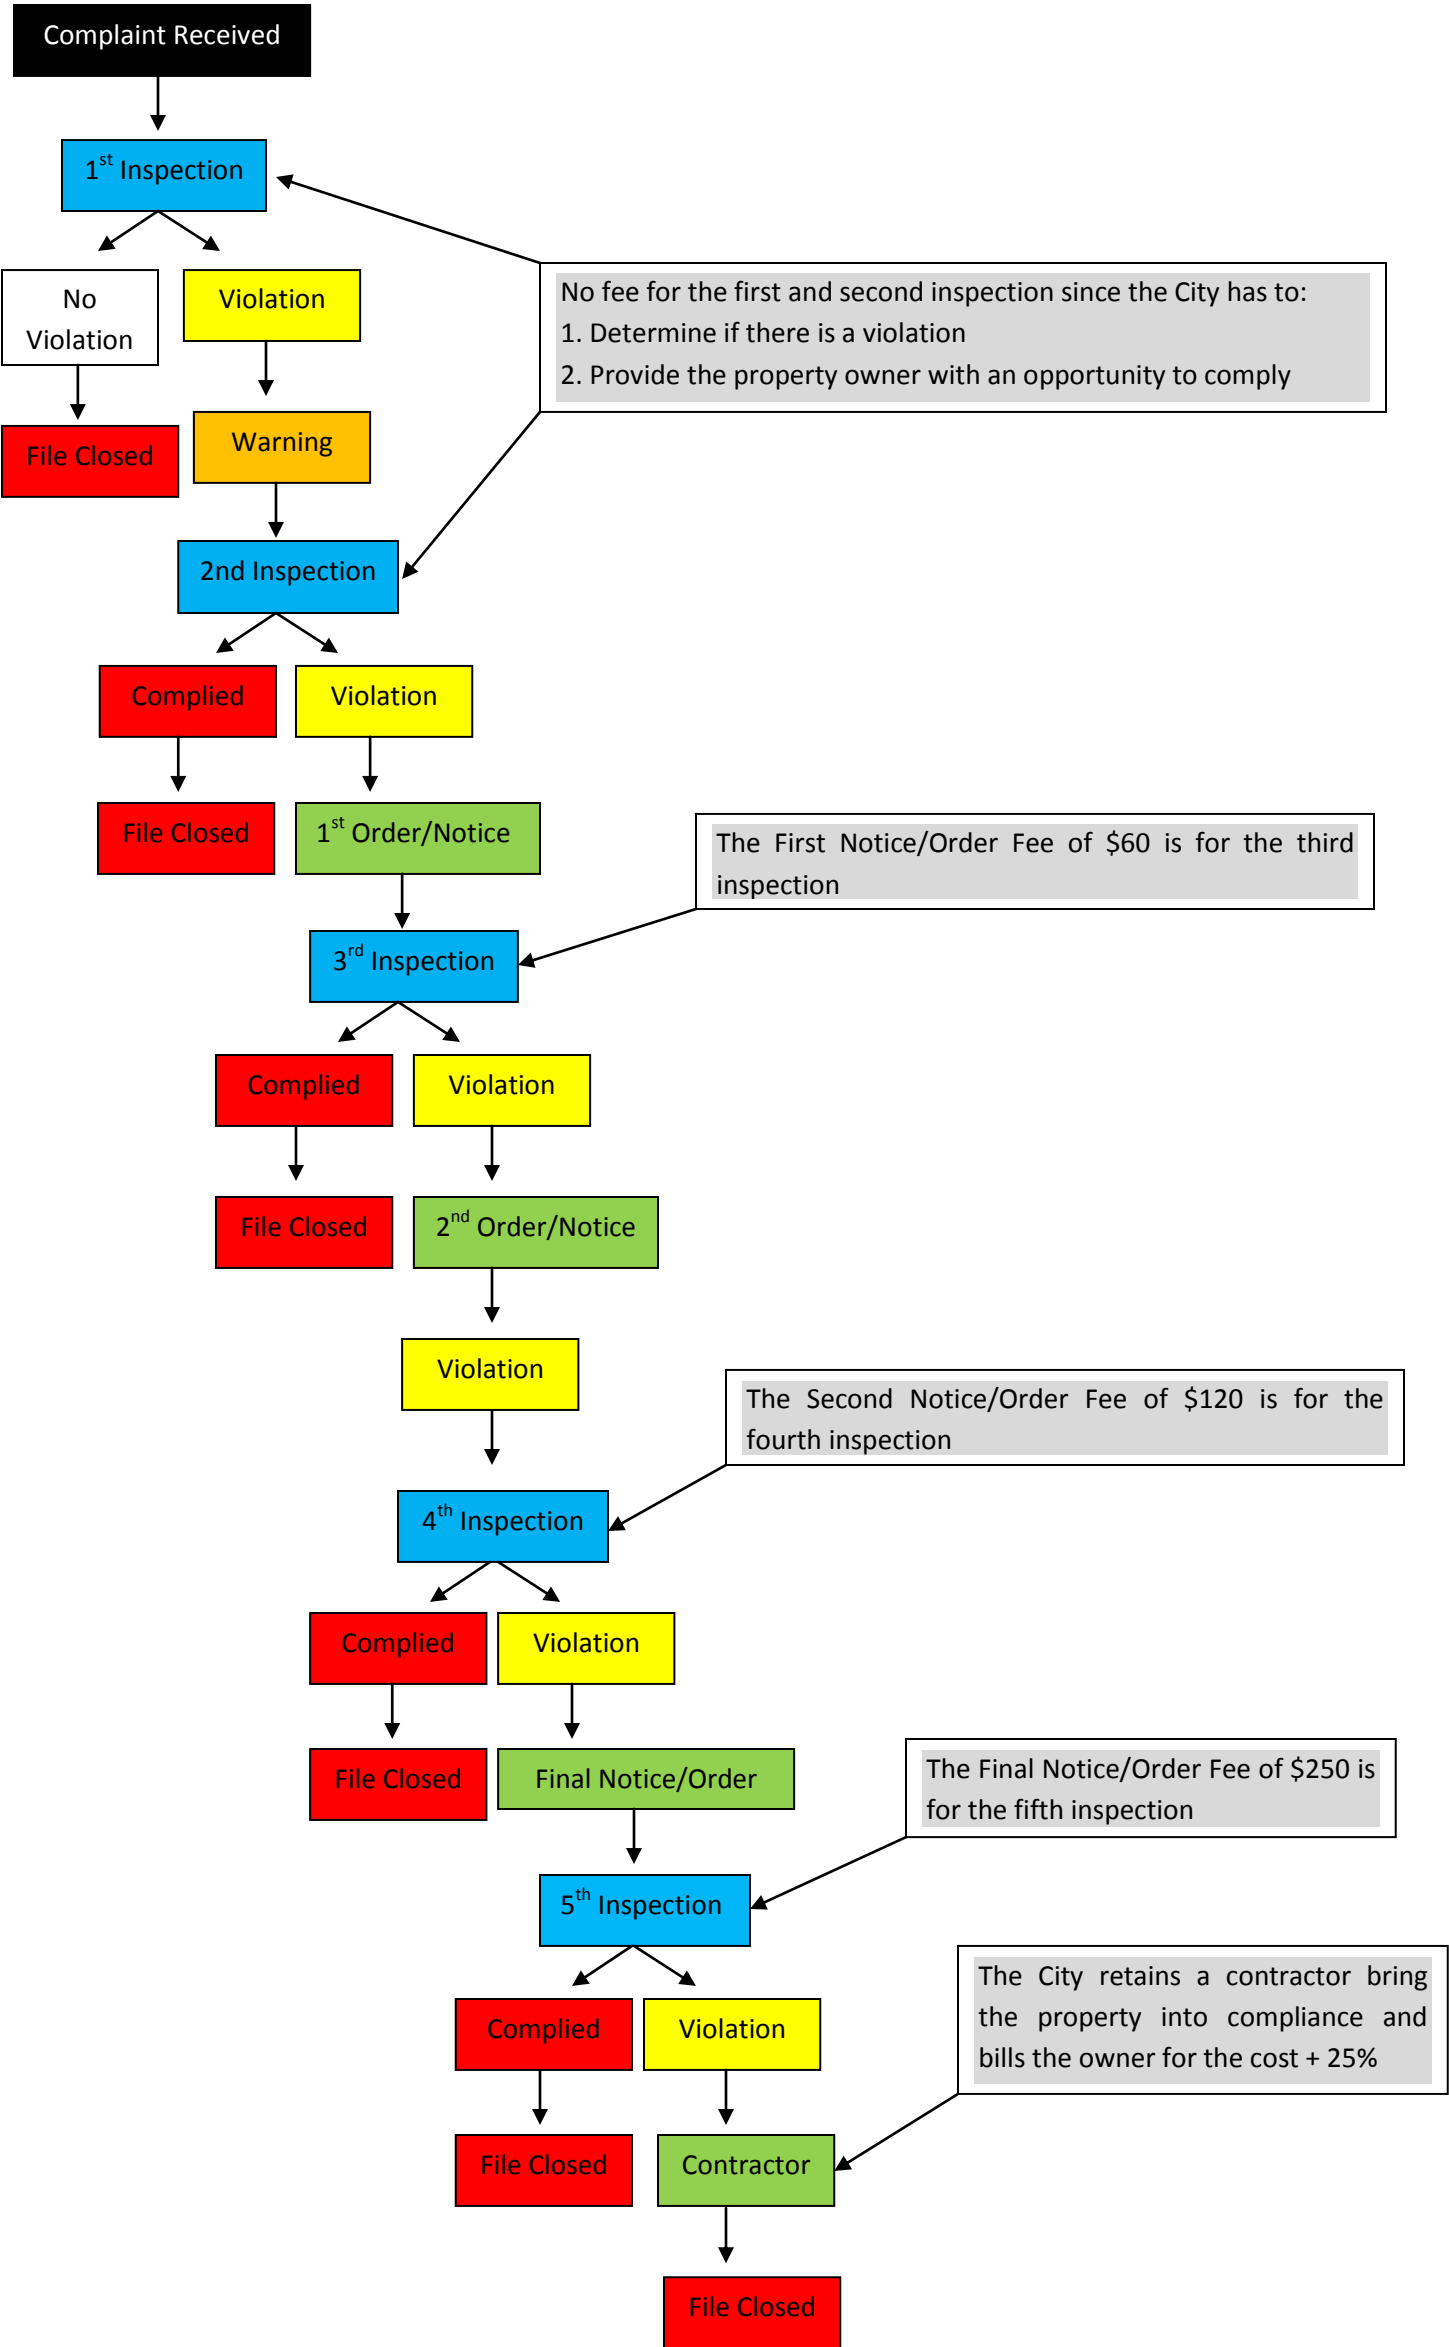 Complaint Received
1st Inspection
No
Violation
Violation
No fee for the first and second inspection since the City has to:
1. Determine if there is a violation
2. Provide the property owner with an opportunity to comply
File Closed
Warning
2nd Inspection
Complied
Violation
File Closed
1st Order/Notice
The First Notice/Order Fee of $60 is for the third
inspection
3rd Inspection
Complied
Violation
File Closed
2nd Order/Notice
Violation
The Second Notice/Order Fee of $120 is for the
fourth inspection
4th Inspection
Complied
Violation
File Closed
Final Notice/Order
The Final Notice/Order Fee of $250 is
for the fifth inspection
5th Inspection
Complied
Violation
The City retains a contractor bring
the property into compliance and
bills the owner for the cost + 25%
File Closed
Contractor
File Closed